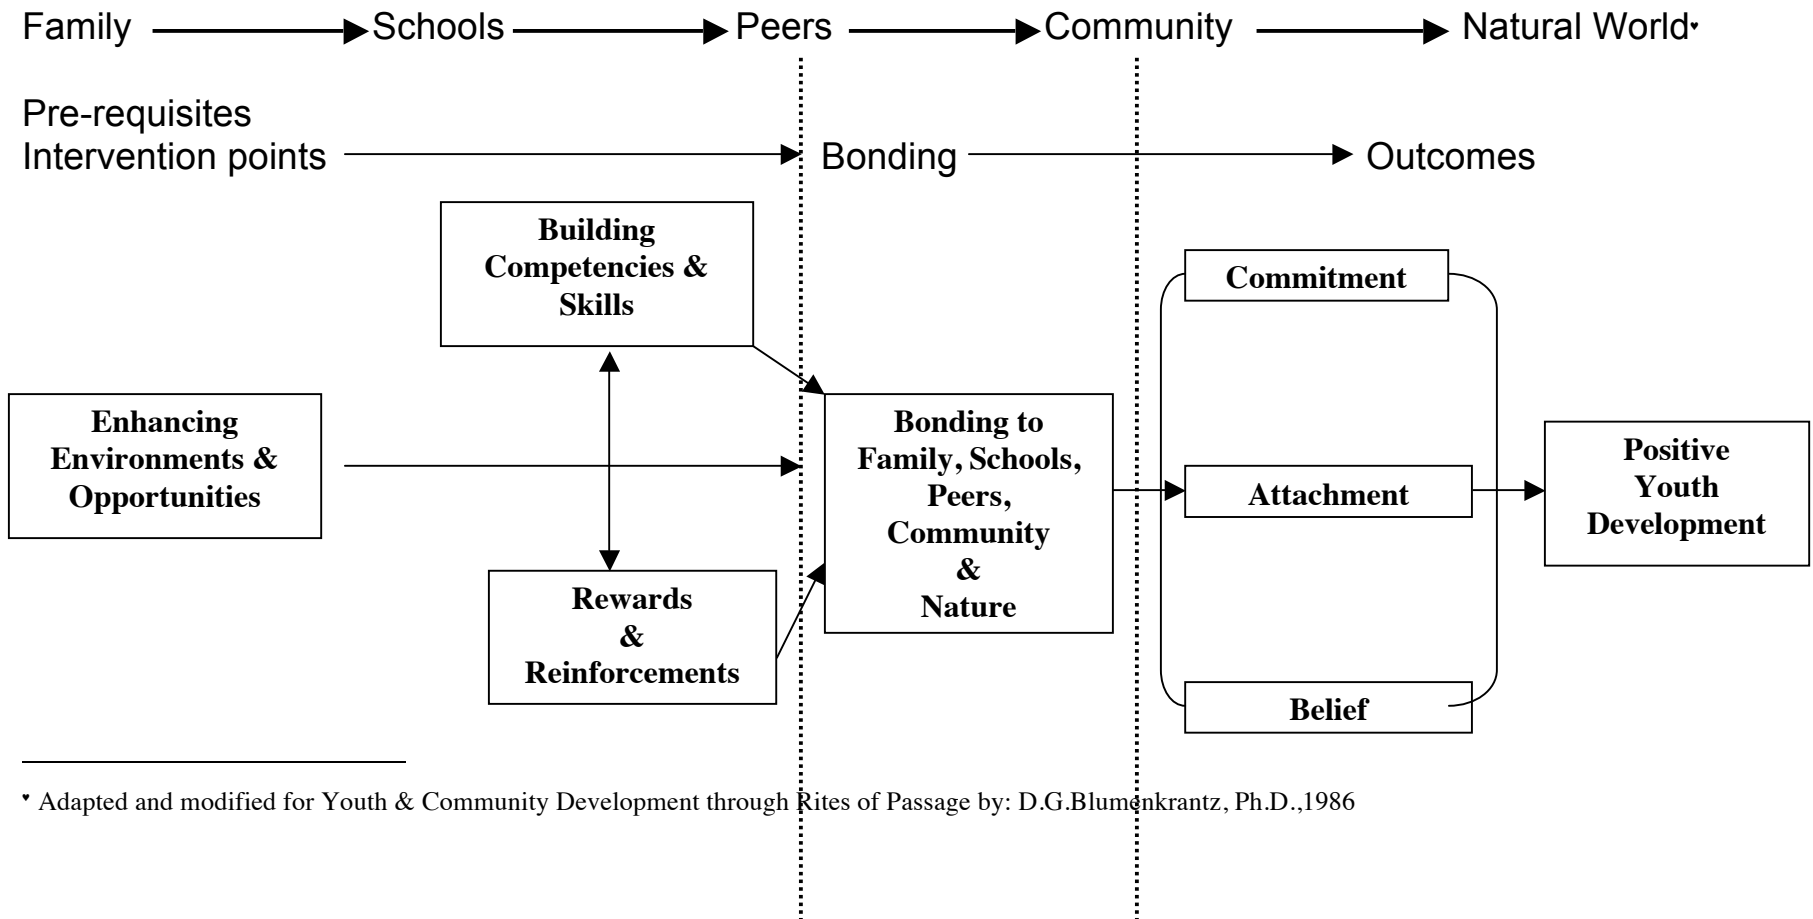 Family Schools Peers Community Natural World♥
Pre-requisites
Intervention points Bonding Outcomes
Building
Competencies &
Skills
Enhancing
Environments &
Opportunities
Rewards
&
Reinforcements
Bonding to
Family, Schools,
Peers,
Community
&
Nature
Commitment
Attachment
Belief
Positive
Youth
Development
♥ Adapted and modified for Youth & Community Development through Rites of Passage by: D.G.Blumenkrantz, Ph.D.,1986